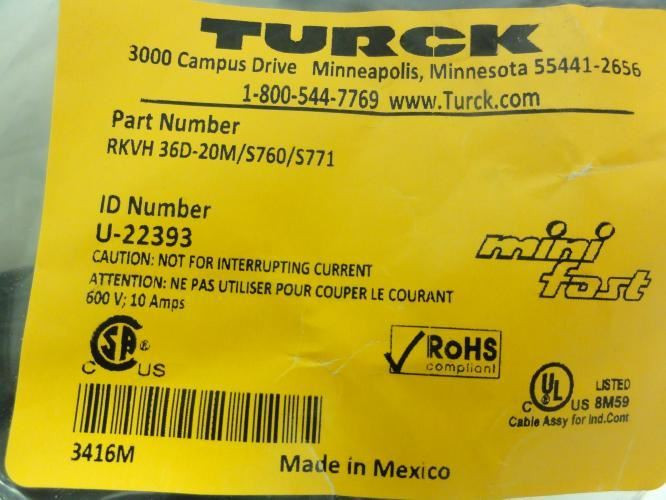 TURCK
3000 Campus Drive Minneapolis, Minnesota 55441-2656
1-800-544-7769 www.Turck.com
Part Number
RKVH 36D-20M/S760/S771
ID Number
U-22393
CAUTION: NOT FOR INTERRUPTING CURRENT
ATTENTION: NE PAS UTILISER POUR COUPER LE COURANT
600 V; 10 Amps
mini fast
SA ®
C US
RoHS
compliant
UL ®
C US
LISTED
8M59
Cable Assy for Ind.Cont
3416M
Made in Mexico